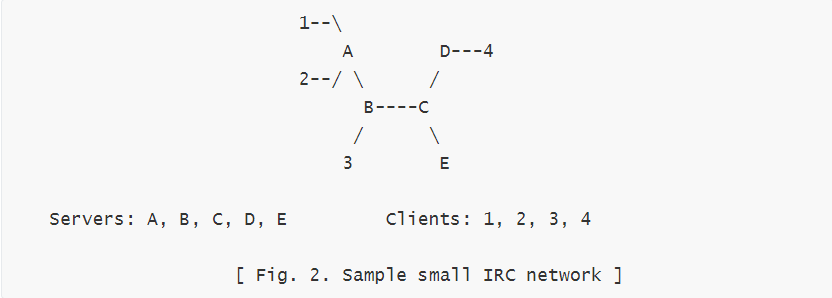 1--\
A D---4
2--/ \ /
B----C
/ \
3 E
Servers: A, B, C, D, E Clients: 1, 2, 3, 4
[ Fig. 2. Sample small IRC network ]